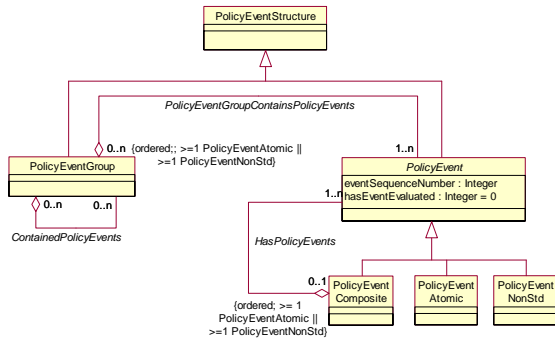 PolicyEventStructure
PolicyEventGroupContainsPolicyEvents
0..n
{ordered;; >=1 PolicyEventAtomic ||
>=1 PolicyEventNonStd}
1..n
PolicyEventGroup
0..n
0..n
ContainedPolicyEvents
PolicyEvent
eventSequenceNumber : Integer
hasEventEvaluated : Integer = 0
1..n
HasPolicyEvents
0..1
{ordered; >= 1
PolicyEventAtomic ||
>=1 PolicyEventNonStd}
PolicyEvent
Composite
PolicyEvent
Atomic
PolicyEvent
NonStd